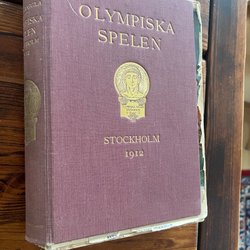 OLYMPISKA
SPELEN
STOCKHOLM
1912